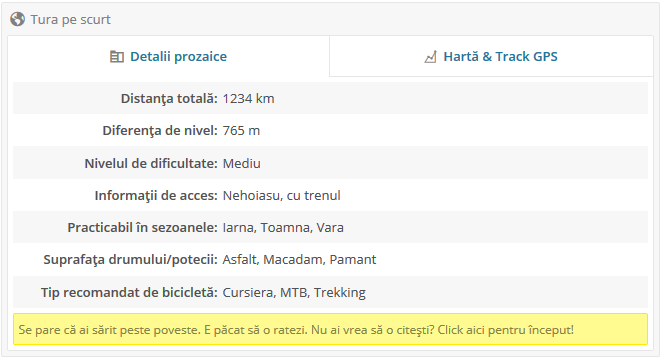 Tura pe scurt
Detalii prozaice
Hartă & Track GPS
Distanţa totală: 1234 km
Diferenţa de nivel: 765 m
Nivelul de dificultate: Mediu
Informaţii de acces: Nehoiasu, cu trenul
Practicabil în sezoanele: Iarna, Toamna, Vara
Suprafaţa drumului/potecii: Asfalt, Macadam, Pamant
Tip recomandat de bicicletă: Cursiera, MTB, Trekking
Se pare că ai sărit peste poveste. E păcat să o ratezi. Nu ai vrea să o citeşti? Click aici pentru început!